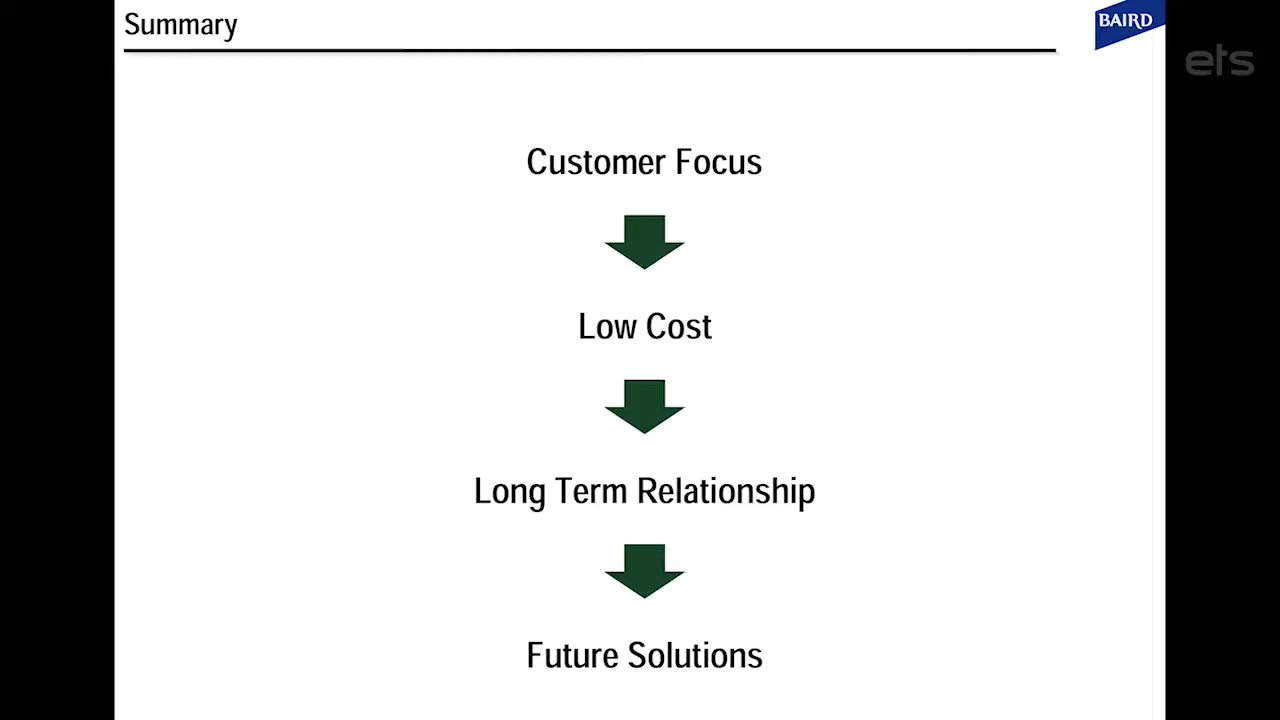 Summary
BAIRD
ets
Customer Focus
Low Cost
Long Term Relationship
Future Solutions